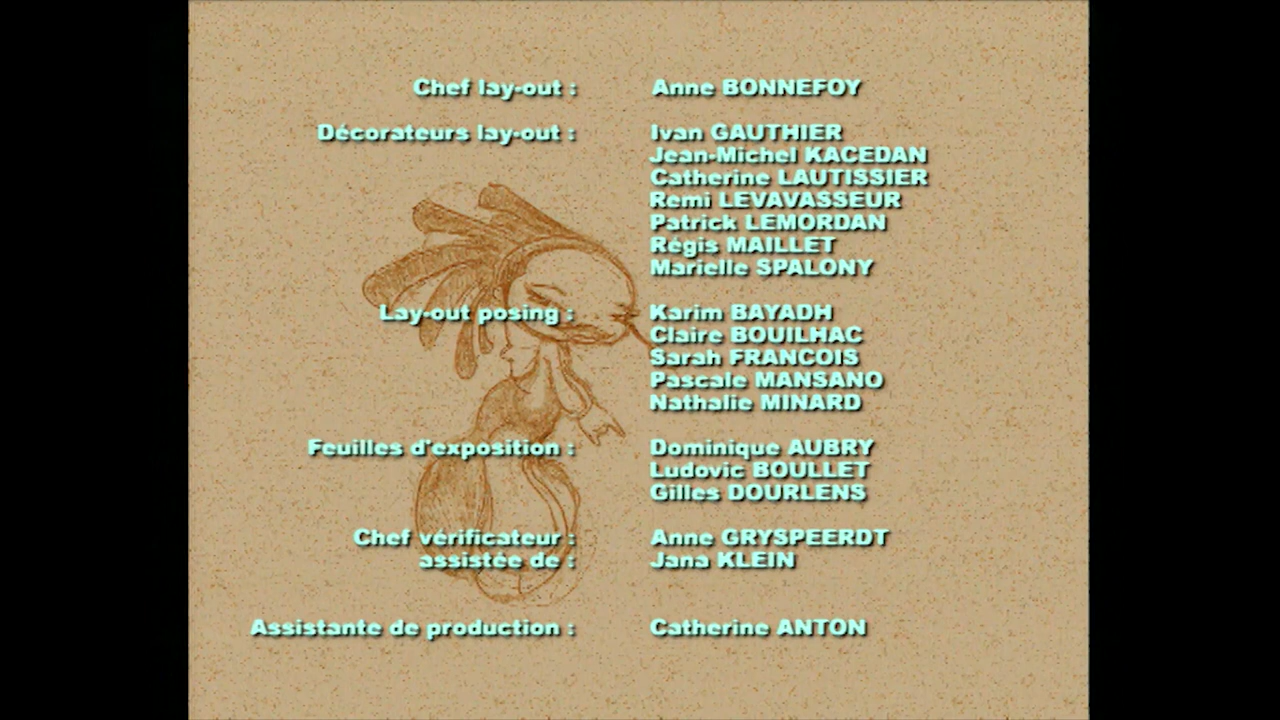 Chef lay-out : Anne BONNEFOY
Décorateurs lay-out : Ivan GAUTHIER
Jean-Michel KACEDAN
Catherine LAUTISSIER
Remi LEVAVASSEUR
Patrick LEMORDAN
Régis MAILLET
Marielle SPALONY
Lay-out posing : Karim BAYADH
Claire BOUILHAC
Sarah FRANCOIS
Pascale MANSANO
Nathalie MINARD
Feuilles d'exposition : Dominique AUBRY
Ludovic BOULLET
Gilles DOURLENS
Chef vérificateur : Anne GRYSPEERDT
assistée de : Jana KLEIN
Assistante de production : Catherine ANTON